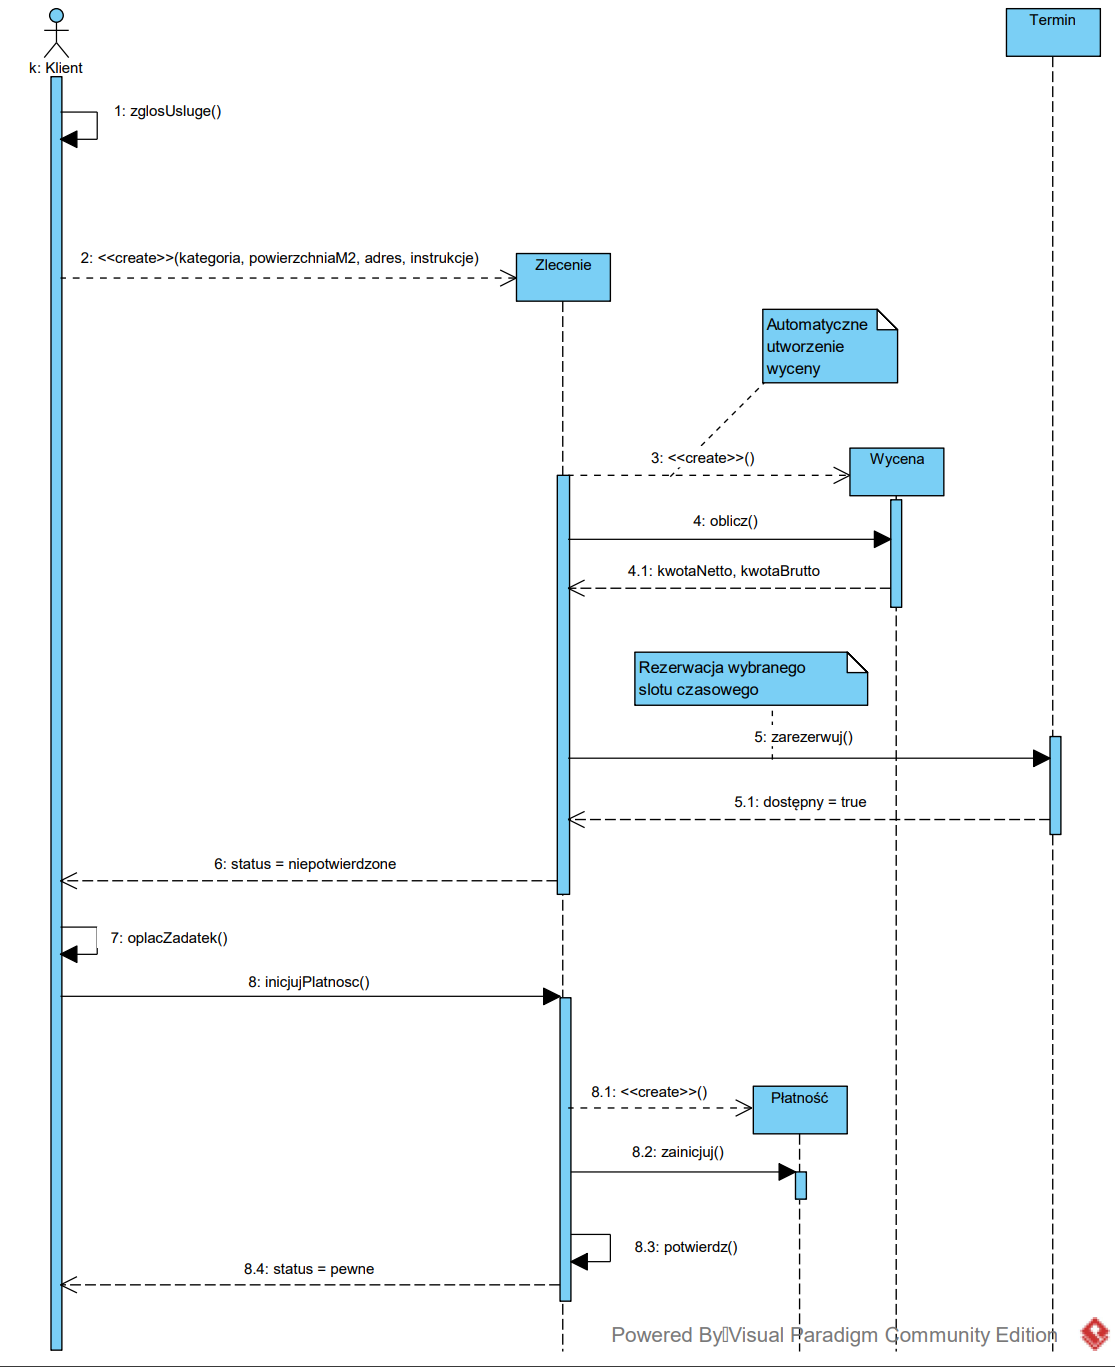 Termin
k: Klient
1: zglosUsluge()
2: <<create>>(kategoria, powierzchniaM2, adres, instrukcje)
Zlecenie
Automatyczne
utworzenie
wyceny
3: <<create>>()
Wycena
4: oblicz()
4.1: kwotaNetto, kwotaBrutto
Rezerwacja wybranego
slotu czasowego
5: zarezerwuj()
5.1: dostępny = true
6: status = niepotwierdzone
7: oplacZadatek()
8: inicjujPlatnosc()
8.1: <<create>>()
Płatność
8.2: zainicjuj()
8.3: potwierdz()
8.4: status = pewne
Powered By Visual Paradigm Community Edition